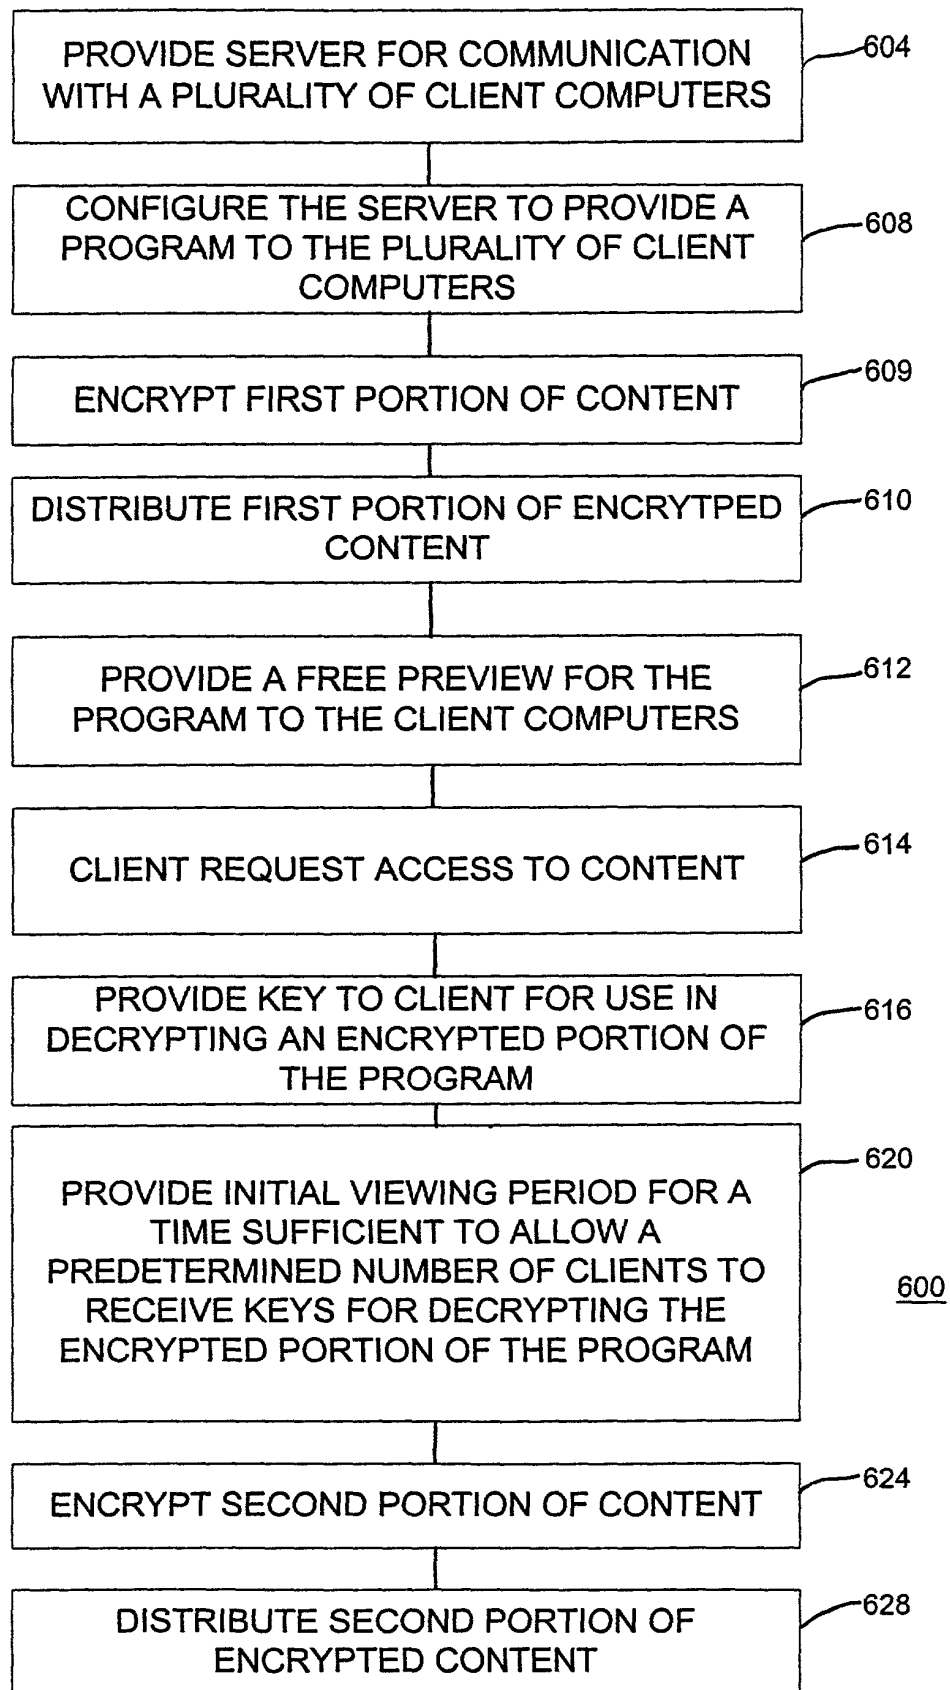 PROVIDE SERVER FOR COMMUNICATION
WITH A PLURALITY OF CLIENT COMPUTERS
604
CONFIGURE THE SERVER TO PROVIDE A
PROGRAM TO THE PLURALITY OF CLIENT
COMPUTERS
608
ENCRYPT FIRST PORTION OF CONTENT
609
DISTRIBUTE FIRST PORTION OF ENCRYTPED
CONTENT
610
PROVIDE A FREE PREVIEW FOR THE
PROGRAM TO THE CLIENT COMPUTERS
612
CLIENT REQUEST ACCESS TO CONTENT
614
PROVIDE KEY TO CLIENT FOR USE IN
DECRYPTING AN ENCRYPTED PORTION OF
THE PROGRAM
616
PROVIDE INITIAL VIEWING PERIOD FOR A
TIME SUFFICIENT TO ALLOW A
PREDETERMINED NUMBER OF CLIENTS TO
RECEIVE KEYS FOR DECRYPTING THE
ENCRYPTED PORTION OF THE PROGRAM
620
600
ENCRYPT SECOND PORTION OF CONTENT
624
DISTRIBUTE SECOND PORTION OF
ENCRYPTED CONTENT
628